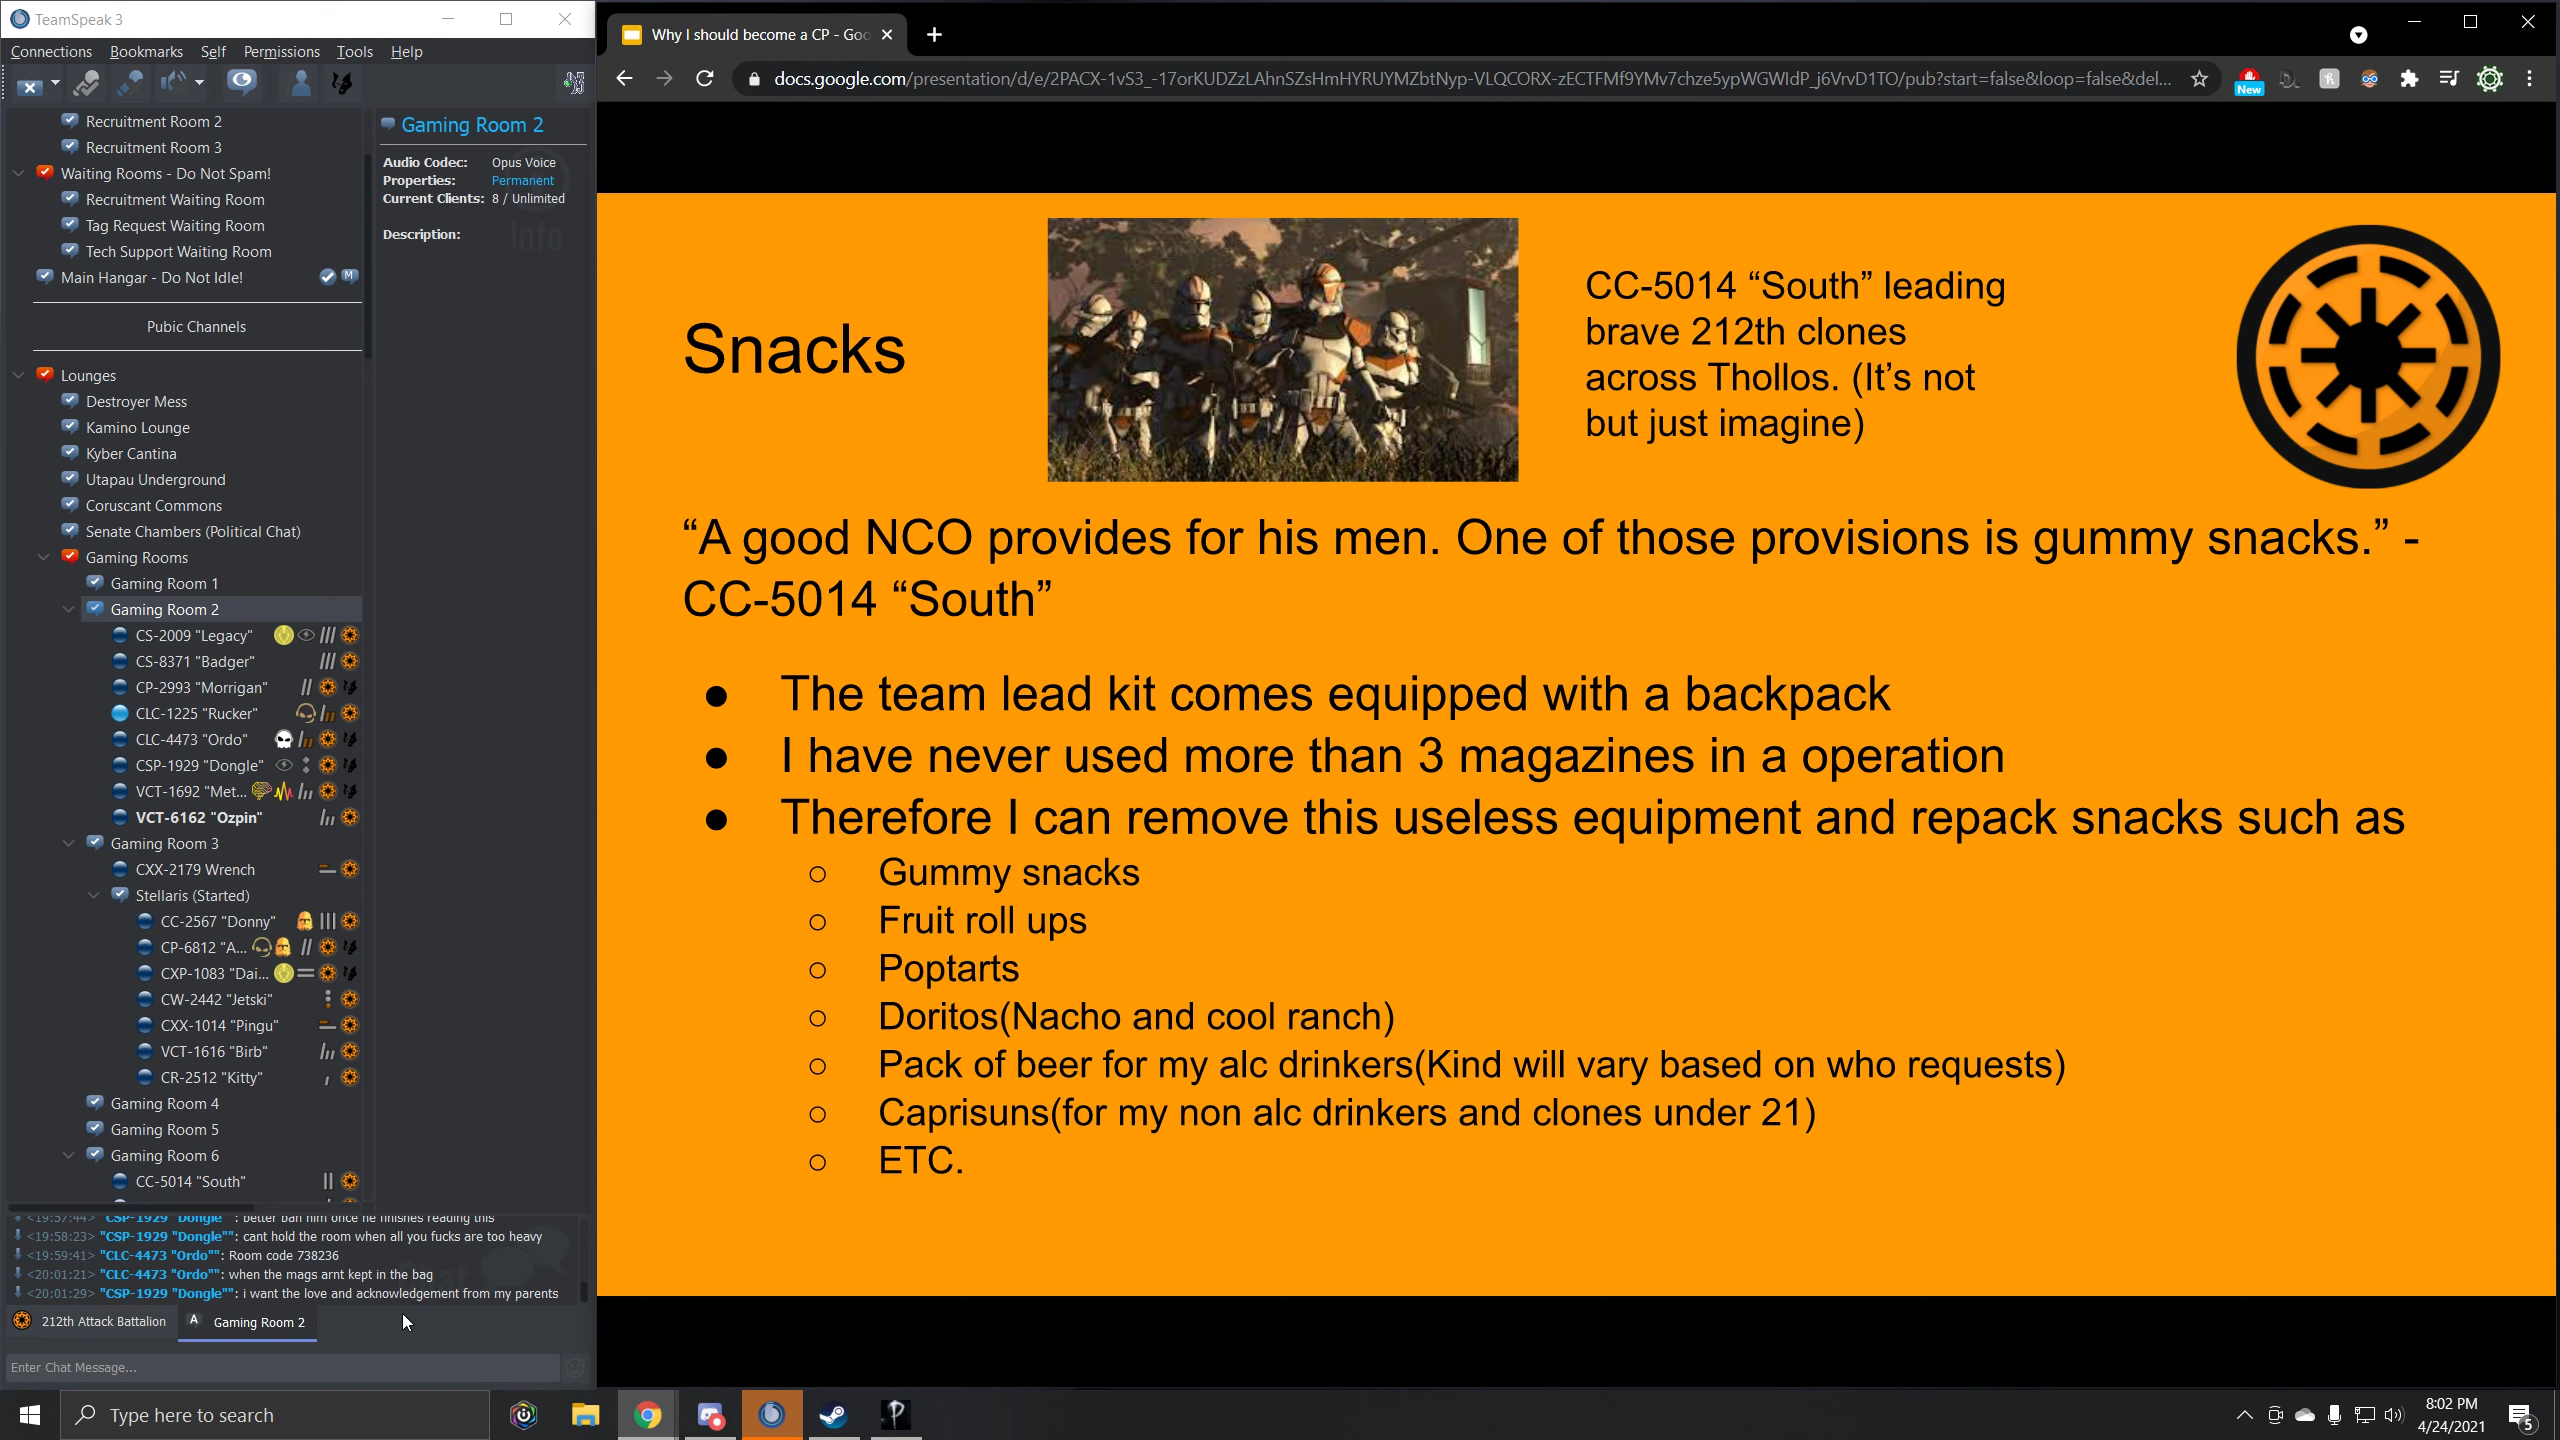 TeamSpeak 3
Connections Bookmarks Self Permissions Tools Help
Recruitment Room 2
Recruitment Room 3
Waiting Rooms - Do Not Spam!
Recruitment Waiting Room
Tag Request Waiting Room
Tech Support Waiting Room
Main Hangar - Do Not Idle! M
Pubic Channels
Lounges
Destroyer Mess
Kamino Lounge
Kyber Cantina
Utapau Underground
Coruscant Commons
Senate Chambers (Political Chat)
Gaming Rooms
Gaming Room 1
Gaming Room 2
CS-2009 "Legacy"
CS-8371 "Badger"
CP-2993 "Morrigan"
CLC-1225 "Rucker"
CLC-4473 "Ordo"
CSP-1929 "Dongle"
VCT-1692 "Met...
VCT-6162 "Ozpin"
Gaming Room 3
CXX-2179 Wrench
Stellaris (Started)
CC-2567 "Donny"
CP-6812 "A...
CXP-1083 "Dai...
CW-2442 "Jetski"
CXX-1014 "Pingu"
VCT-1616 "Birb"
CR-2512 "Kitty"
Gaming Room 4
Gaming Room 5
Gaming Room 6
CC-5014 "South"
Gaming Room 2
Audio Codec: Opus Voice
Properties: Permanent
Current Clients: 8 / Unlimited
Description:
Info
<19:57:44> "CSP-1929 "Dongle"": better ban him once he finishes reading this
<19:58:23> "CSP-1929 "Dongle"": cant hold the room when all you fucks are too heavy
<19:59:41> "CLC-4473 "Ordo"": Room code 738236
<20:01:21> "CLC-4473 "Ordo"": when the mags arnt kept in the bag
<20:01:29> "CSP-1929 "Dongle"": i want the love and acknowledgement from my parents
212th Attack Battalion A Gaming Room 2
Enter Chat Message...
Why I should become a CP - Goo
docs.google.com/presentation/d/e/2PACX-1vS3_-17orKUDZzLAhnSZsHmHYRUYMZbtNyp-VLQCORX-zECTFMf9YMv7chze5ypWGWIdP_j6VrvD1TO/pub?start=false&loop=false&del...
New
Snacks
CC-5014 “South” leading
brave 212th clones
across Thollos. (It’s not
but just imagine)
“A good NCO provides for his men. One of those provisions is gummy snacks.” -
CC-5014 “South”
● The team lead kit comes equipped with a backpack
● I have never used more than 3 magazines in a operation
● Therefore I can remove this useless equipment and repack snacks such as
○ Gummy snacks
○ Fruit roll ups
○ Poptarts
○ Doritos(Nacho and cool ranch)
○ Pack of beer for my alc drinkers(Kind will vary based on who requests)
○ Caprisuns(for my non alc drinkers and clones under 21)
○ ETC.
Type here to search
8:02 PM
4/24/2021
5